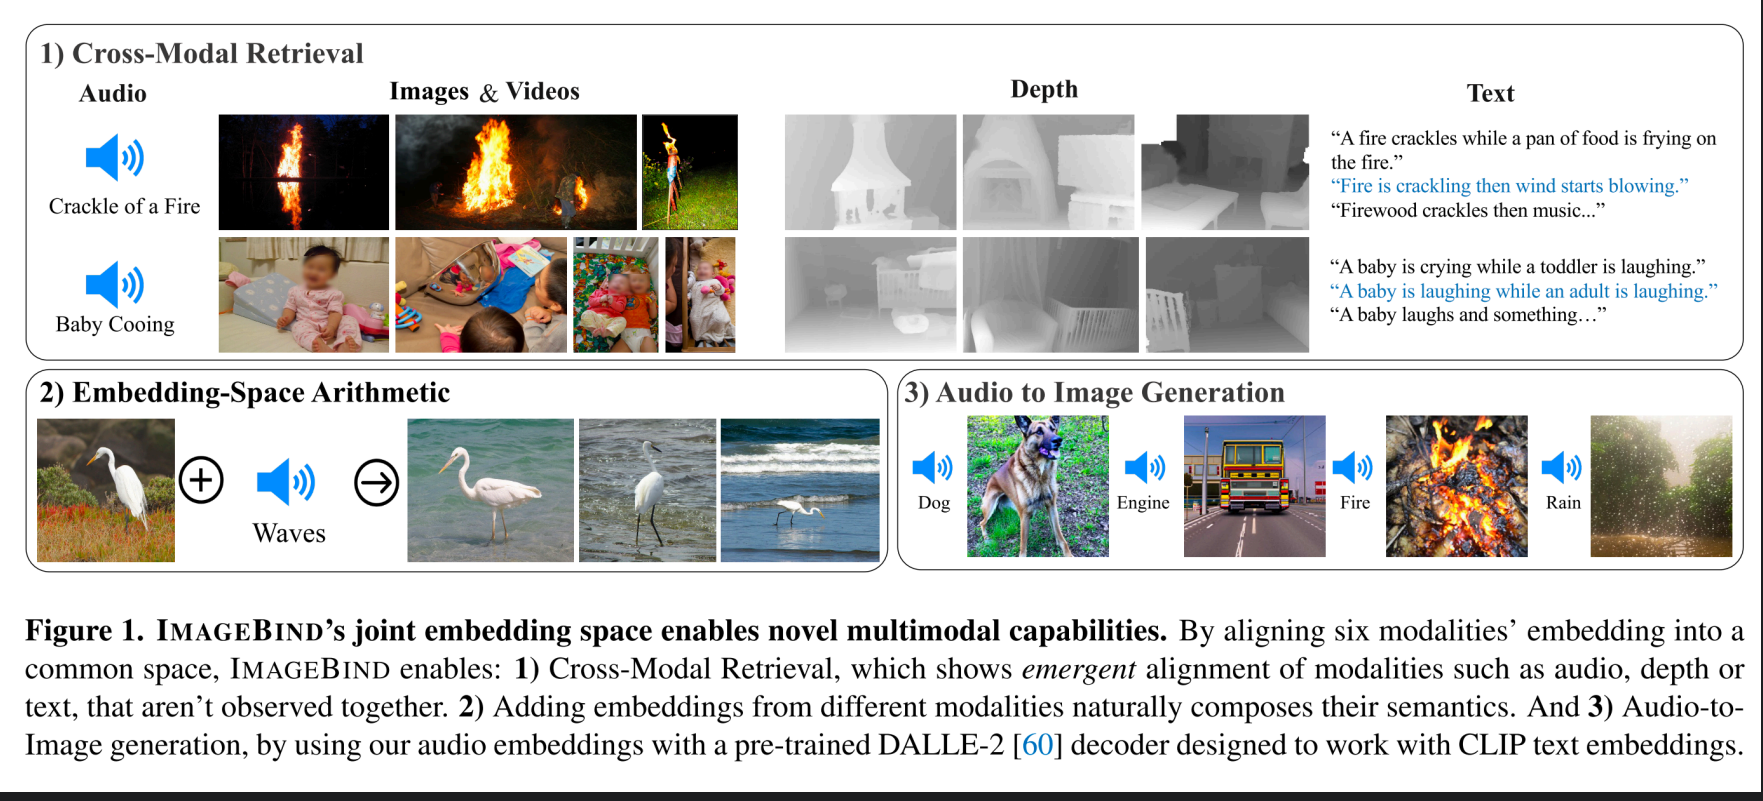 1) Cross-Modal Retrieval
Audio
Images & Videos
Depth
Text
Crackle of a Fire
“A fire crackles while a pan of food is frying on
the fire.”
“Fire is crackling then wind starts blowing.”
“Firewood crackles then music...”
Baby Cooing
“A baby is crying while a toddler is laughing.”
“A baby is laughing while an adult is laughing.”
“A baby laughs and something…”
2) Embedding-Space Arithmetic
Waves
3) Audio to Image Generation
Dog
Engine
Fire
Rain
Figure 1. IMAGEBIND’s joint embedding space enables novel multimodal capabilities. By aligning six modalities’ embedding into a
common space, IMAGEBIND enables: 1) Cross-Modal Retrieval, which shows emergent alignment of modalities such as audio, depth or
text, that aren’t observed together. 2) Adding embeddings from different modalities naturally composes their semantics. And 3) Audio-to-
Image generation, by using our audio embeddings with a pre-trained DALLE-2 [60] decoder designed to work with CLIP text embeddings.